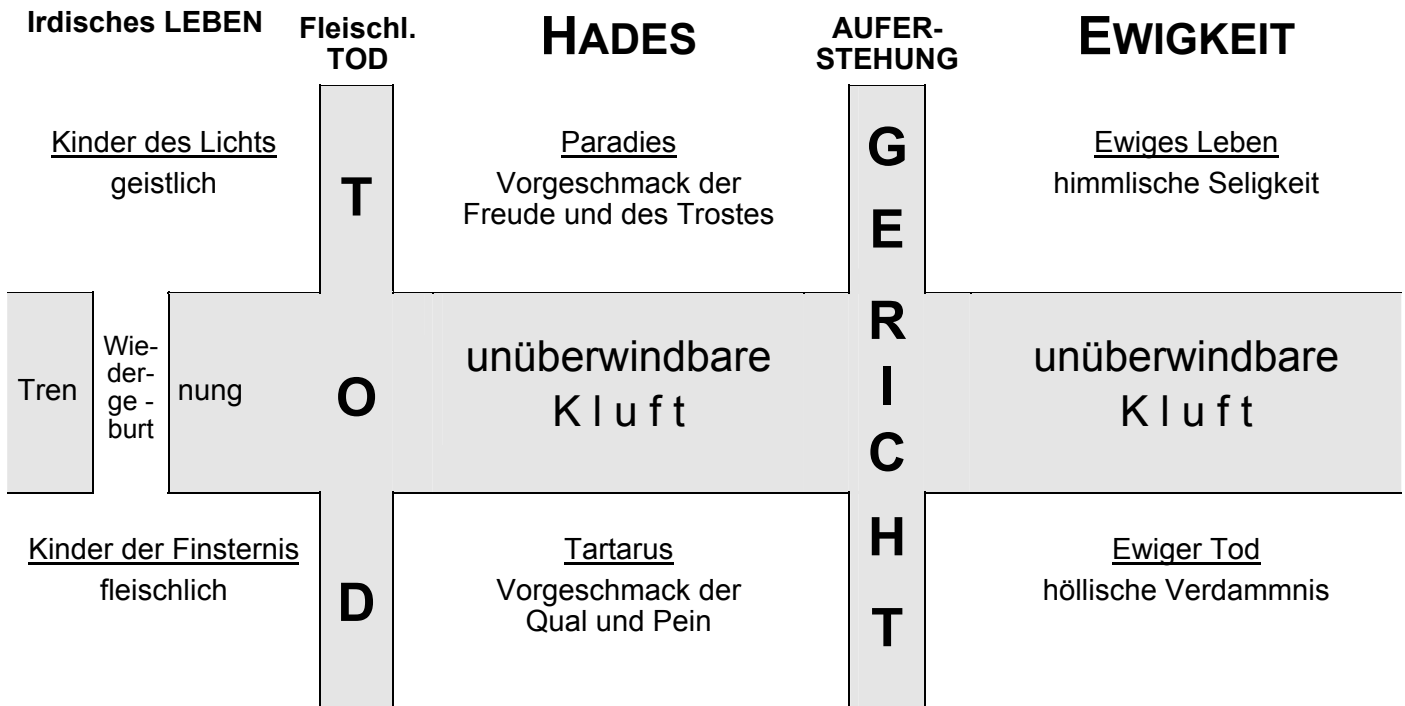 Irdisches LEBEN
Fleischl.
TOD
HADES
AUFER-
STEHUNG
EWIGKEIT
Kinder des Lichts
geistlich
T
O
D
Paradies
Vorgeschmack der
Freude und des Trostes
G
E
R
I
C
H
T
Ewiges Leben
himmlische Seligkeit
Tren
Wie-
der-
ge -
burt
nung
unüberwindbare
K l u f t
unüberwindbare
K l u f t
Kinder der Finsternis
fleischlich
Tartarus
Vorgeschmack der
Qual und Pein
Ewiger Tod
höllische Verdammnis